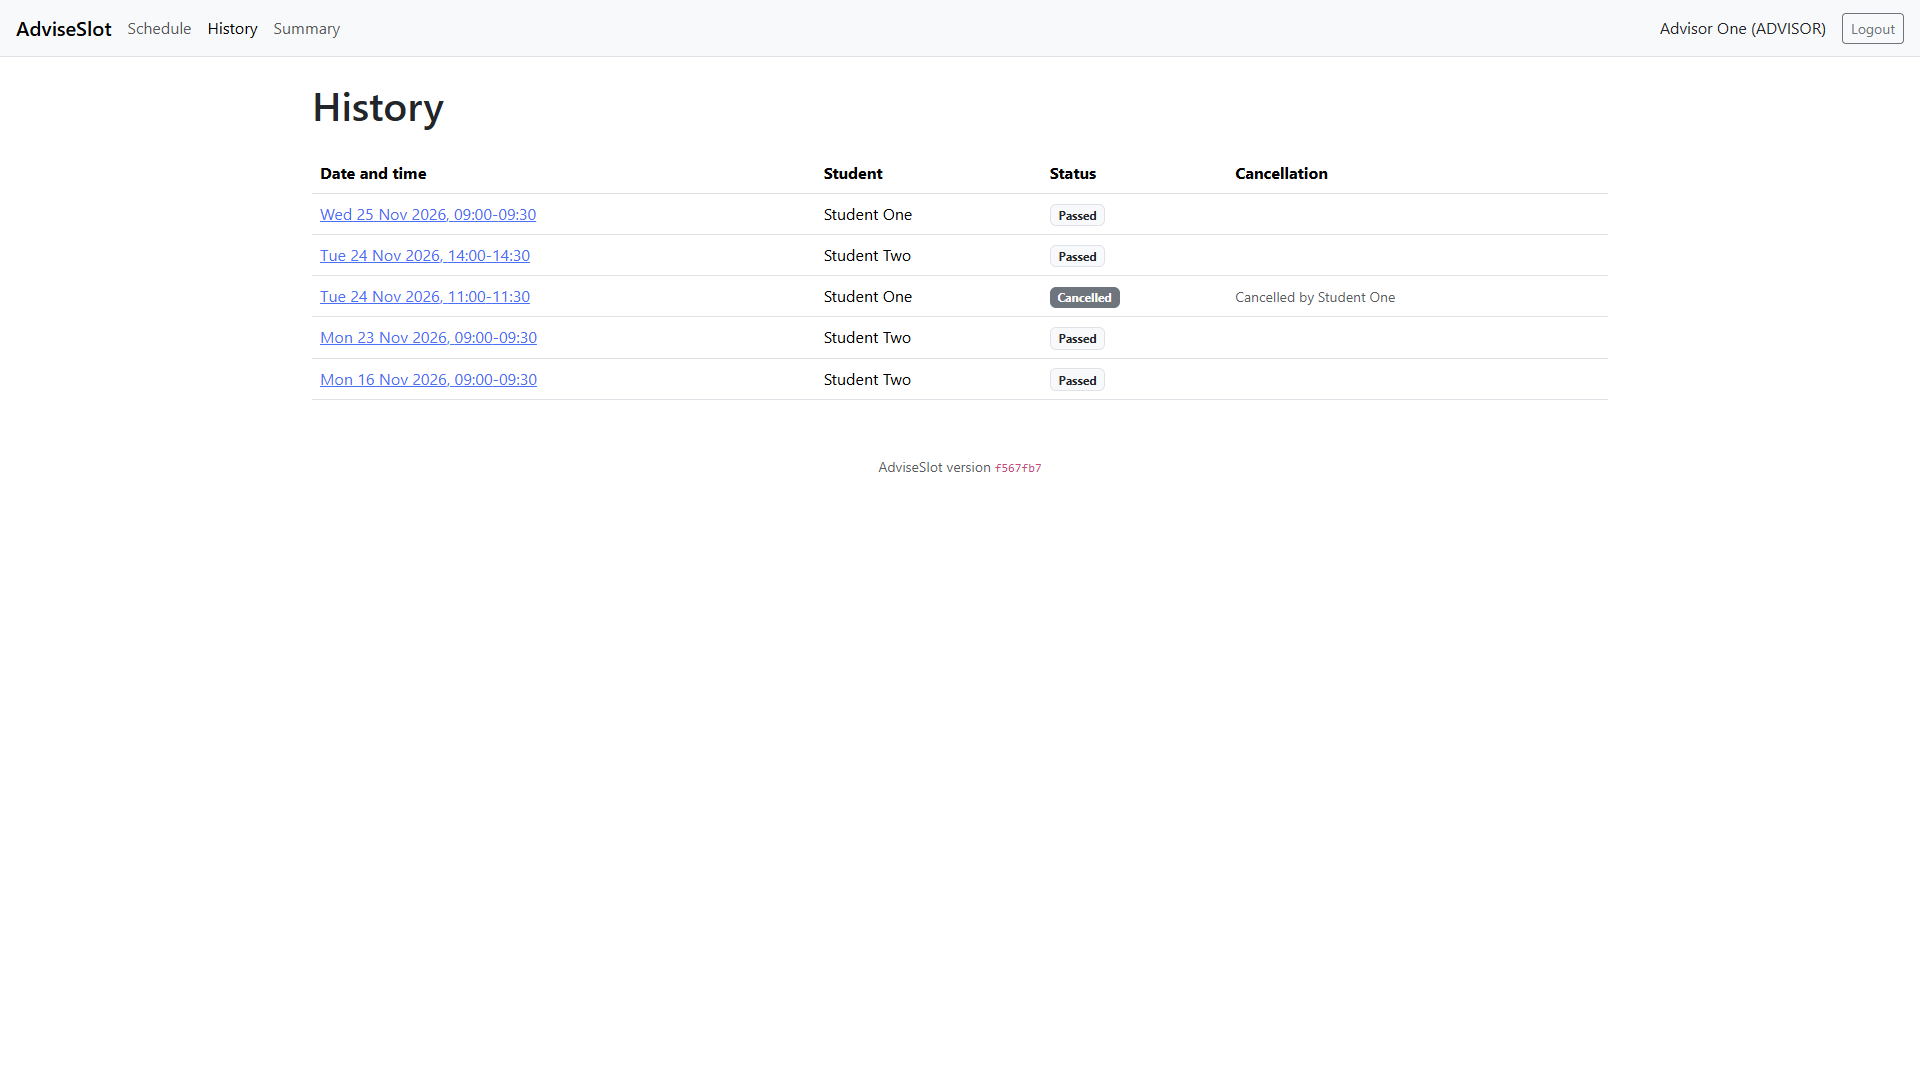 AdviseSlot Schedule History Summary Advisor One (ADVISOR) Logout
History
Date and time Student Status Cancellation
Wed 25 Nov 2026, 09:00-09:30 Student One Passed
Tue 24 Nov 2026, 14:00-14:30 Student Two Passed
Tue 24 Nov 2026, 11:00-11:30 Student One Cancelled Cancelled by Student One
Mon 23 Nov 2026, 09:00-09:30 Student Two Passed
Mon 16 Nov 2026, 09:00-09:30 Student Two Passed
AdviseSlot version f567fb7